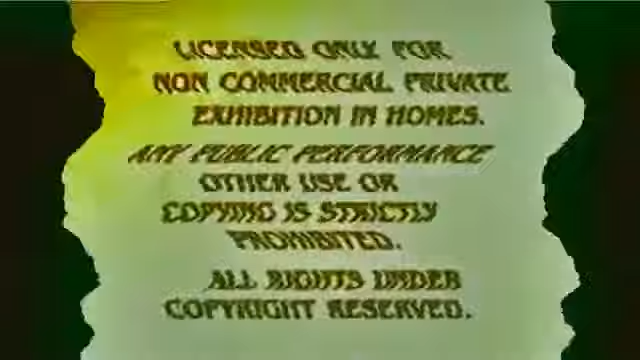 LICENSED ONLY FOR
NON COMMERCIAL PRIVATE
EXHIBITION IN HOMES.
ANY PUBLIC PERFORMANCE
OTHER USE OR
COPYING IS STRICTLY
PROHIBITED.
ALL RIGHTS UNDER
COPYRIGHT RESERVED.